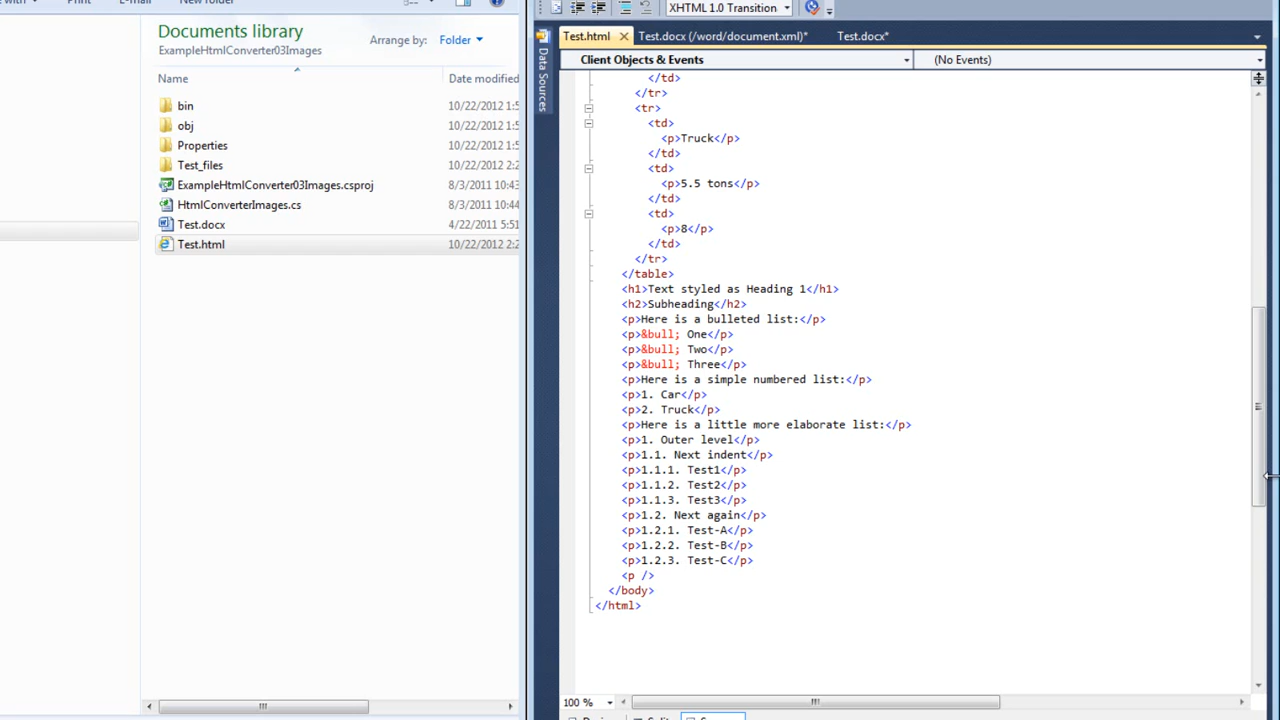 XHTML 1.0 Transition
Documents library
ExampleHtmlConverter03Images
Arrange by: Folder
Name Date modified
bin 10/22/2012 1:5
obj 10/22/2012 1:5
Properties 10/22/2012 1:5
Test_files 10/22/2012 2:2
ExampleHtmlConverter03Images.csproj 8/3/2011 10:43
HtmlConverterImages.cs 8/3/2011 10:44
Test.docx 4/22/2011 5:51
Test.html 10/22/2012 2:2
Data Sources
Test.html Test.docx (/word/document.xml)* Test.docx*
Client Objects & Events (No Events)
</td>
</tr>
<tr>
<td>
<p>Truck</p>
</td>
<td>
<p>5.5 tons</p>
</td>
<td>
<p>8</p>
</td>
</tr>
</table>
<h1>Text styled as Heading 1</h1>
<h2>Subheading</h2>
<p>Here is a bulleted list:</p>
<p>&bull; One</p>
<p>&bull; Two</p>
<p>&bull; Three</p>
<p>Here is a simple numbered list:</p>
<p>1. Car</p>
<p>2. Truck</p>
<p>Here is a little more elaborate list:</p>
<p>1. Outer level</p>
<p>1.1. Next indent</p>
<p>1.1.1. Test1</p>
<p>1.1.2. Test2</p>
<p>1.1.3. Test3</p>
<p>1.2. Next again</p>
<p>1.2.1. Test-A</p>
<p>1.2.2. Test-B</p>
<p>1.2.3. Test-C</p>
<p />
</body>
</html>
100 %